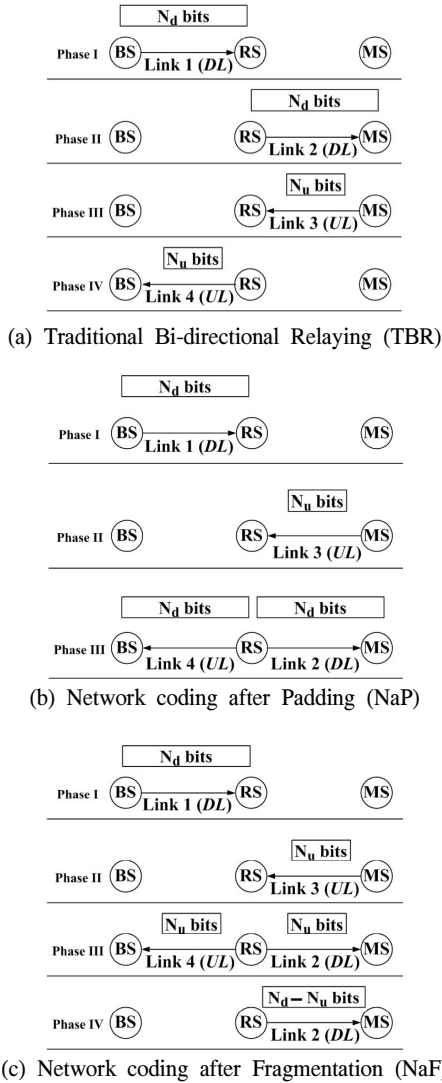 N_d bits
Phase I BS RS MS
Link 1 (DL)
N_d bits
Phase II BS RS MS
Link 2 (DL)
N_u bits
Phase III BS RS MS
Link 3 (UL)
N_u bits
Phase IV BS RS MS
Link 4 (UL)
(a) Traditional Bi-directional Relaying (TBR)
N_d bits
Phase I BS RS MS
Link 1 (DL)
N_u bits
Phase II BS RS MS
Link 3 (UL)
N_d bits N_d bits
Phase III BS RS MS
Link 4 (UL) Link 2 (DL)
(b) Network coding after Padding (NaP)
N_d bits
Phase I BS RS MS
Link 1 (DL)
N_u bits
Phase II BS RS MS
Link 3 (UL)
N_u bits N_u bits
Phase III BS RS MS
Link 4 (UL) Link 2 (DL)
N_d − N_u bits
Phase IV BS RS MS
Link 2 (DL)
(c) Network coding after Fragmentation (NaF